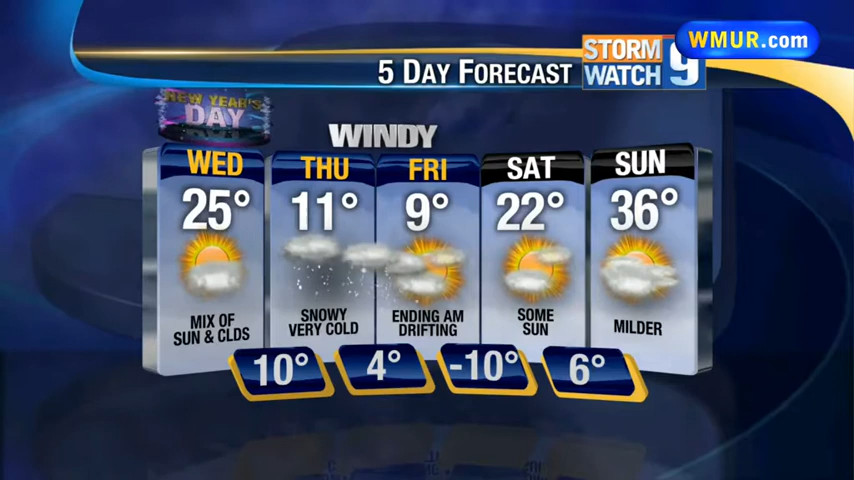 WMUR.com
5 DAY FORECAST
STORM
WATCH 9
NEW YEAR'S
DAY
WINDY
WED
25°
MIX OF
SUN & CLDS
THU
11°
SNOWY
VERY COLD
FRI
9°
ENDING AM
DRIFTING
SAT
22°
SOME
SUN
SUN
36°
MILDER
10°
4°
-10°
6°